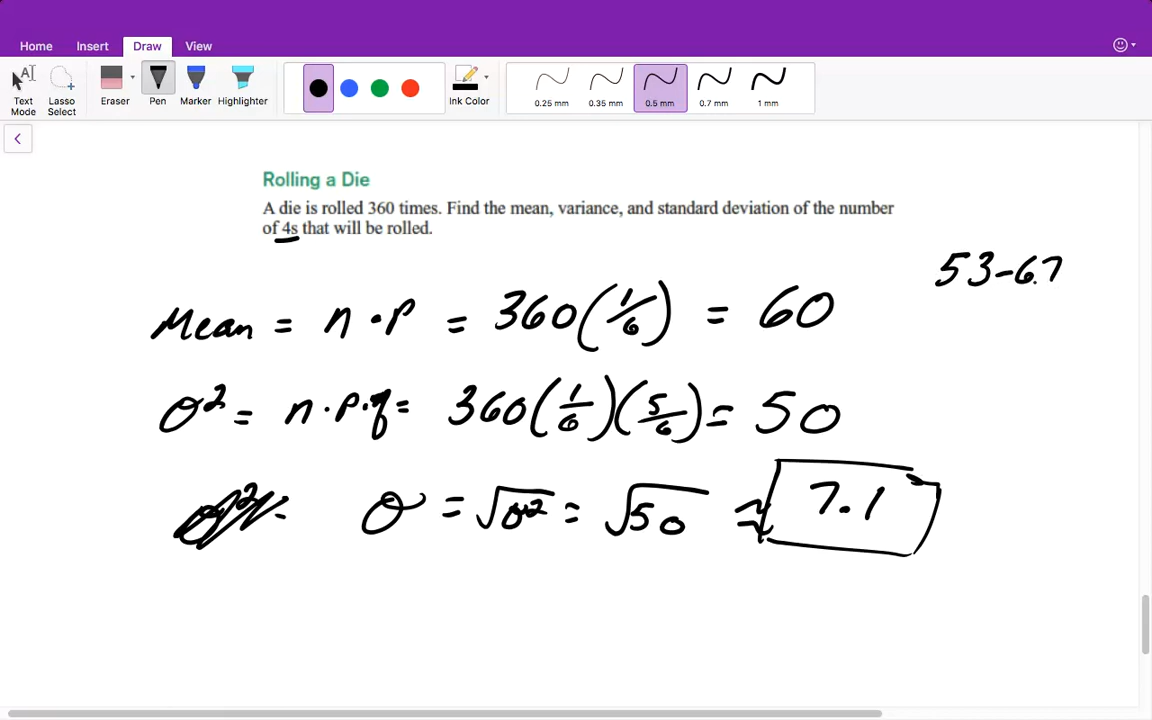 Home Insert Draw View
Text Mode Lasso Select Eraser Pen Marker Highlighter Ink Color 0.25 mm 0.35 mm 0.5 mm 0.7 mm 1 mm
Rolling a Die
A die is rolled 360 times. Find the mean, variance, and standard deviation of the number
of 4s that will be rolled.
53-67
Mean = n · p = 360(1/6) = 60
σ² = n·p·q = 360(1/6)(5/6) = 50
σ = √σ² = √50 ≈ 7.1